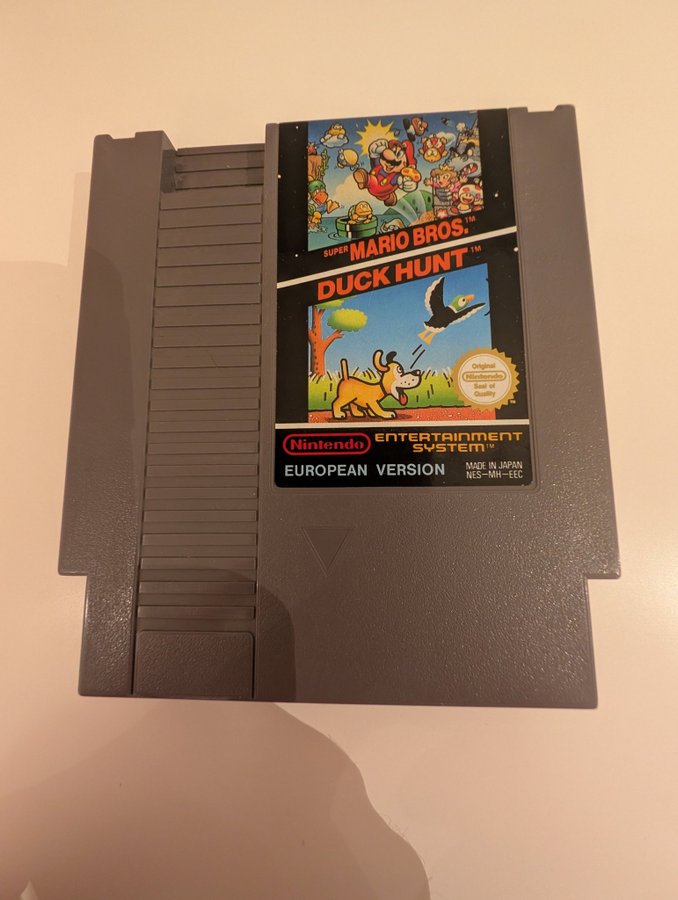 SUPER MARIO BROS.™
DUCK HUNT™
Original
Nintendo
Seal of
Quality
Nintendo ENTERTAINMENT
SYSTEM™
EUROPEAN VERSION
MADE IN JAPAN
NES-MH-EEC